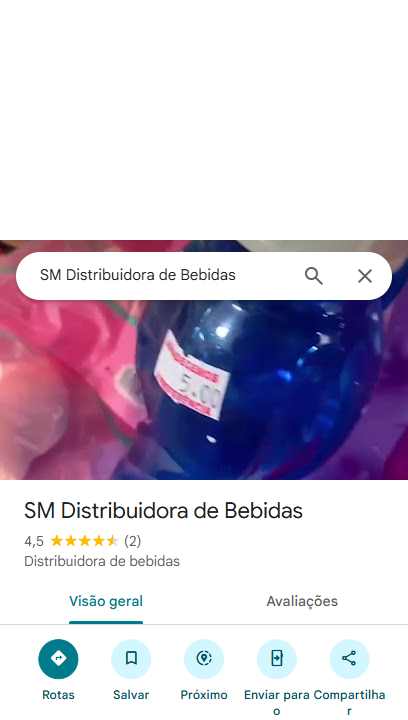 SM Distribuidora de Bebidas
5.00
SM Distribuidora de Bebidas
4,5 (2)
Distribuidora de bebidas
Visão geral
Avaliações
Rotas
Salvar
Próximo
Enviar para o
Compartilhar